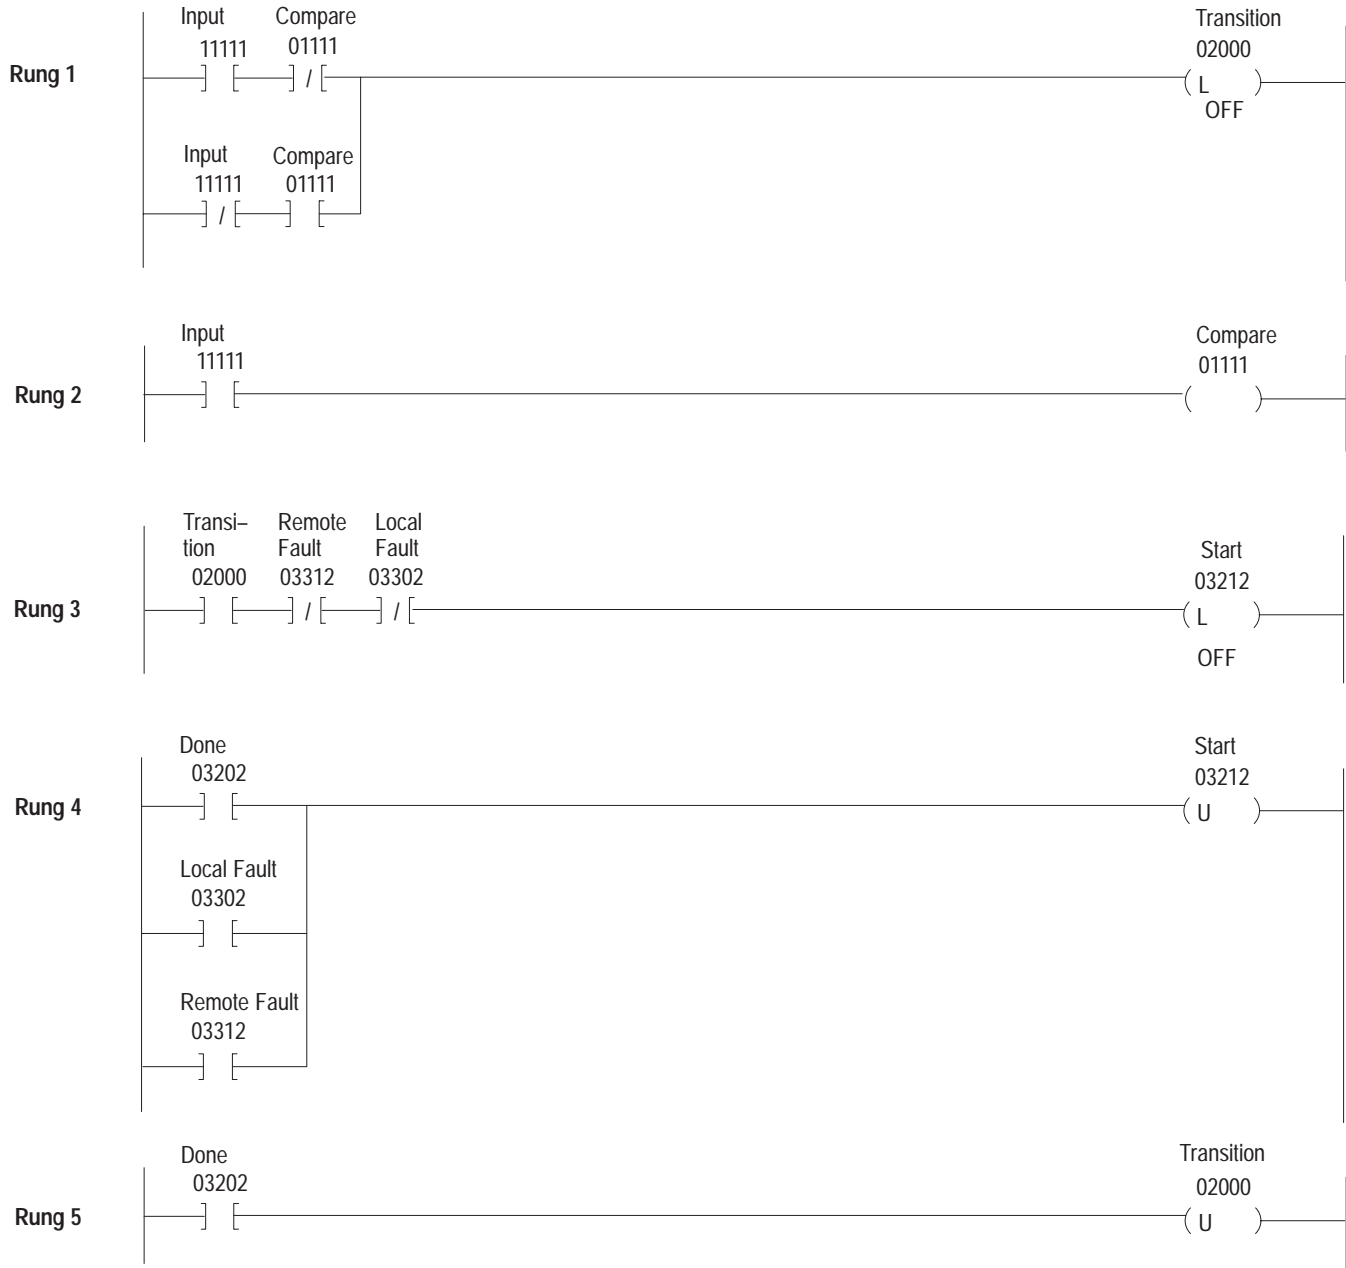 Input Compare Transition
11111 01111 02000
Rung 1
] [ ] / [ ( L )
OFF
Input Compare
11111 01111
] / [ ] [
Input Compare
11111 01111
Rung 2 ] [ ( )
Transi– Remote Local
tion Fault Fault Start
02000 03312 03302 03212
Rung 3 ] [ ] / [ ] / [ ( L )
OFF
Done Start
03202 03212
Rung 4 ] [ ( U )
Local Fault
03302
] [
Remote Fault
03312
] [
Done Transition
03202 02000
Rung 5 ] [ ( U )